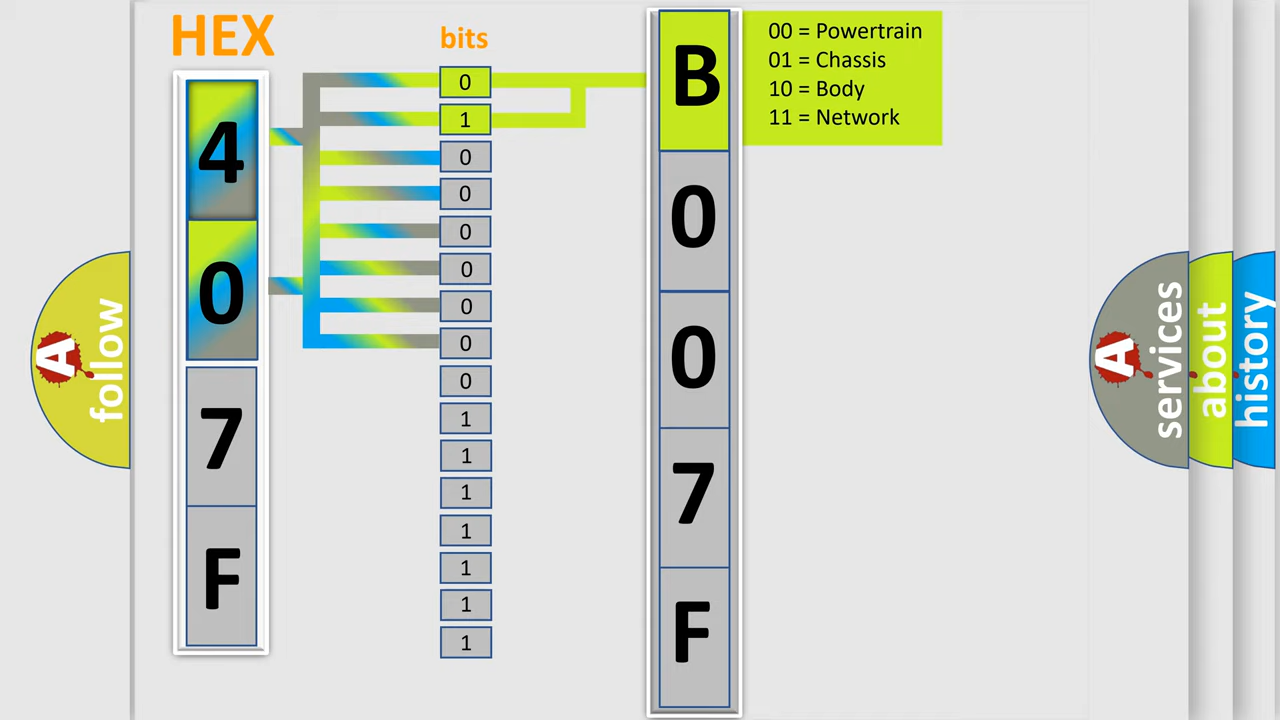 HEX
bits
4
0
7
F
0
1
0
0
0
0
0
0
0
1
1
1
1
1
1
1
B
0
0
7
F
00 = Powertrain
01 = Chassis
10 = Body
11 = Network
A
follow
A
services
about
history